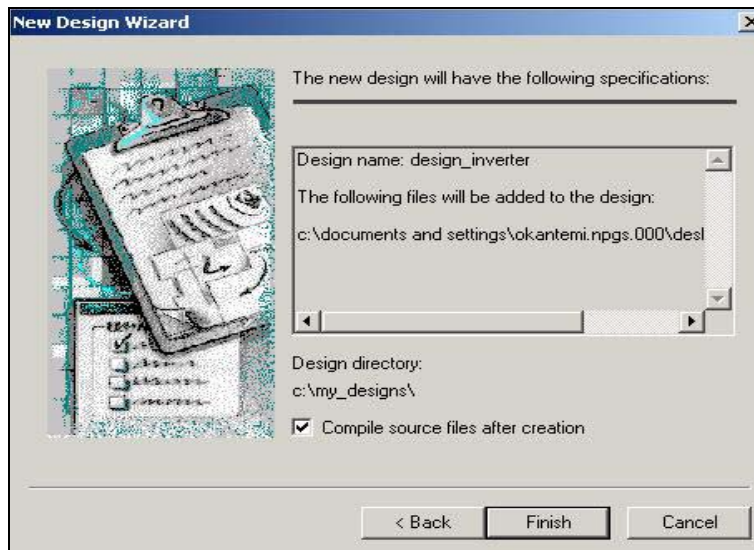 New Design Wizard
The new design will have the following specifications:
Design name: design_inverter
The following files will be added to the design:
c:\documents and settings\okantemi.npgs.000\desl
Design directory:
c:\my_designs\
Compile source files after creation
< Back
Finish
Cancel